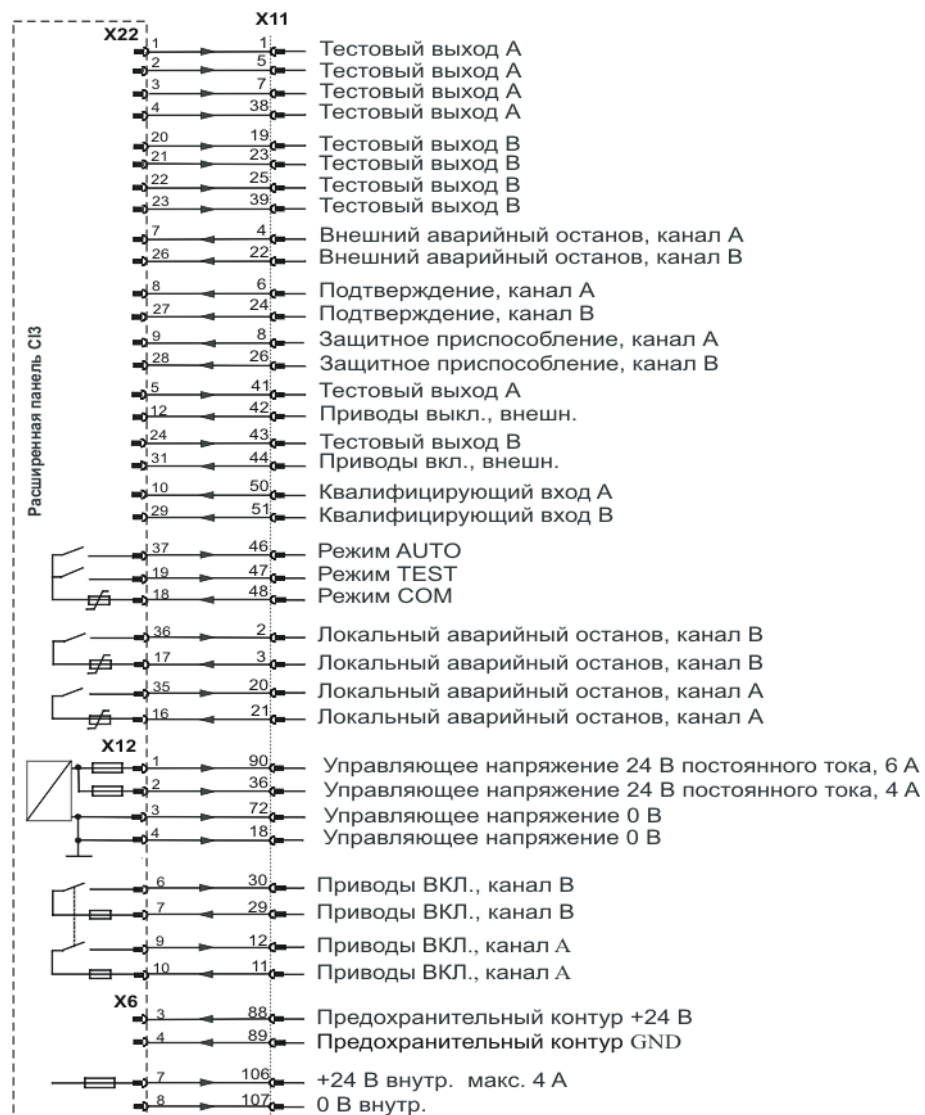 X11
X22
1 1 Тестовый выход A
2 5 Тестовый выход A
3 7 Тестовый выход A
4 38 Тестовый выход A
20 19 Тестовый выход B
21 23 Тестовый выход B
22 25 Тестовый выход B
23 39 Тестовый выход B
7 4 Внешний аварийный останов, канал A
26 22 Внешний аварийный останов, канал B
8 6 Подтверждение, канал A
27 24 Подтверждение, канал B
9 8 Защитное приспособление, канал A
28 26 Защитное приспособление, канал B
5 41 Тестовый выход A
12 42 Приводы выкл., внешн.
24 43 Тестовый выход B
31 44 Приводы вкл., внешн.
10 50 Квалифицирующий вход A
29 51 Квалифицирующий вход B
Расширенная панель CI3
37 46 Режим AUTO
19 47 Режим TEST
18 48 Режим COM
36 2 Локальный аварийный останов, канал B
17 3 Локальный аварийный останов, канал B
35 20 Локальный аварийный останов, канал A
16 21 Локальный аварийный останов, канал A
X12
1 90 Управляющее напряжение 24 В постоянного тока, 6 A
2 36 Управляющее напряжение 24 В постоянного тока, 4 A
3 72 Управляющее напряжение 0 В
4 18 Управляющее напряжение 0 В
6 30 Приводы ВКЛ., канал B
7 29 Приводы ВКЛ., канал B
9 12 Приводы ВКЛ., канал A
10 11 Приводы ВКЛ., канал A
X6
3 88 Предохранительный контур +24 В
4 89 Предохранительный контур GND
7 106 +24 В внутр. макс. 4 A
8 107 0 В внутр.